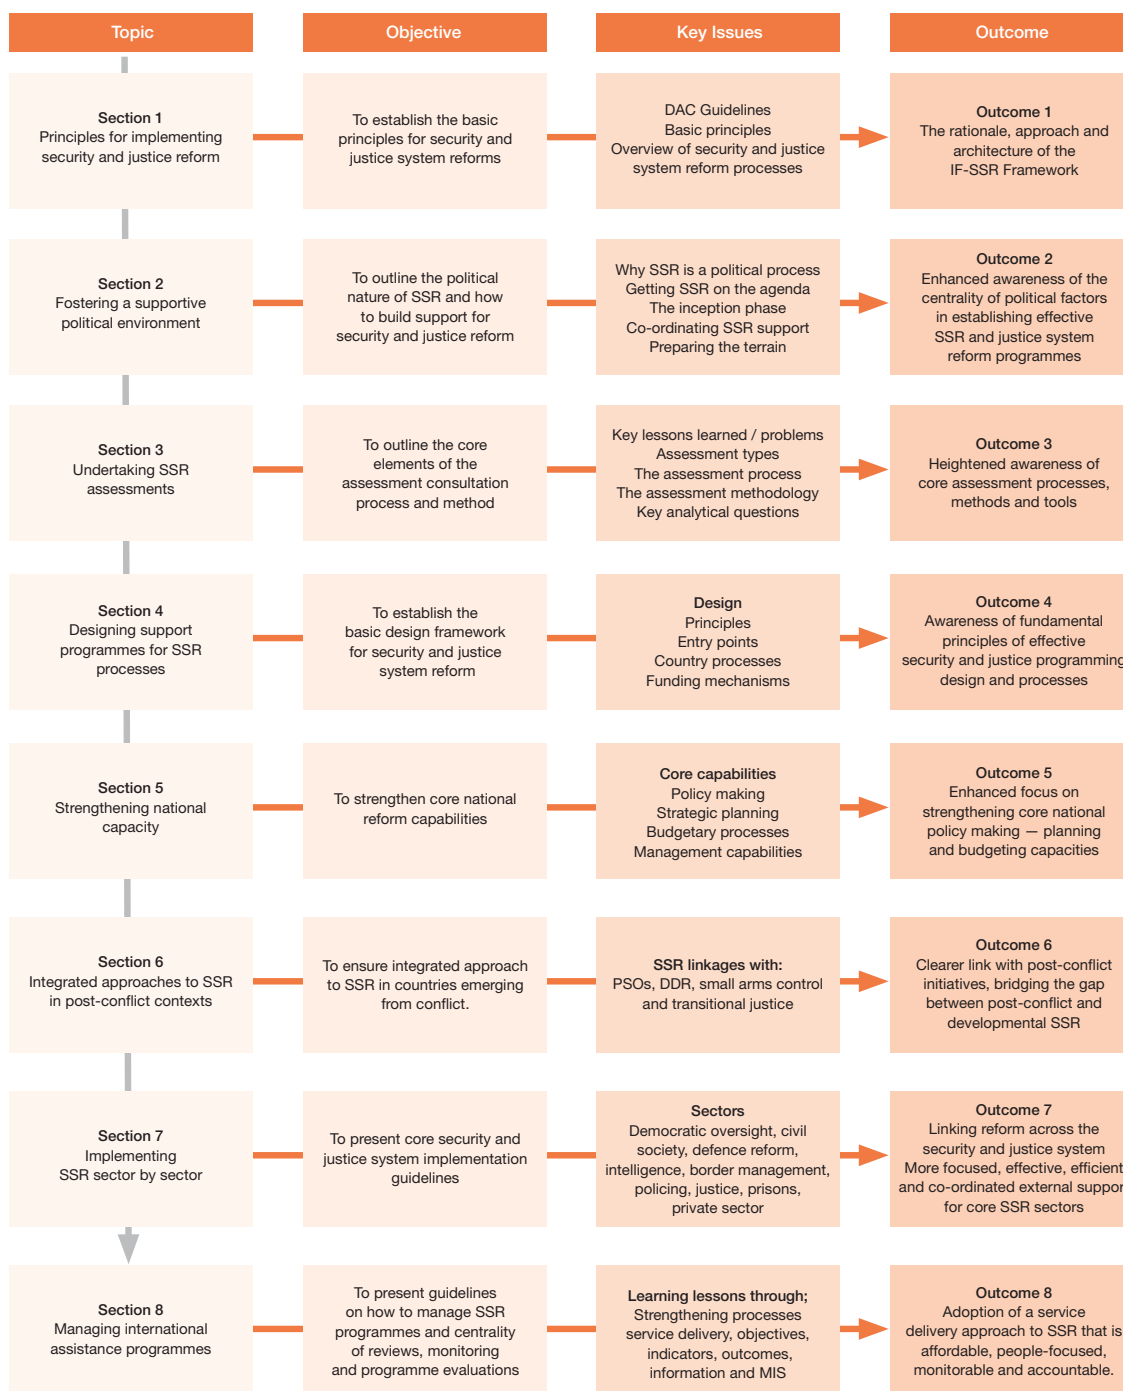 Topic
Objective
Key Issues
Outcome
Section 1
Principles for implementing
security and justice reform
To establish the basic
principles for security and
justice system reforms
DAC Guidelines
Basic principles
Overview of security and justice
system reform processes
Outcome 1
The rationale, approach and
architecture of the
IF-SSR Framework
Section 2
Fostering a supportive
political environment
To outline the political
nature of SSR and how
to build support for
security and justice reform
Why SSR is a political process
Getting SSR on the agenda
The inception phase
Co-ordinating SSR support
Preparing the terrain
Outcome 2
Enhanced awareness of the
centrality of political factors
in establishing effective
SSR and justice system
reform programmes
Section 3
Undertaking SSR
assessments
To outline the core
elements of the
assessment consultation
process and method
Key lessons learned / problems
Assessment types
The assessment process
The assessment methodology
Key analytical questions
Outcome 3
Heightened awareness of
core assessment processes,
methods and tools
Section 4
Designing support
programmes for SSR
processes
To establish the
basic design framework
for security and justice
system reform
Design
Principles
Entry points
Country processes
Funding mechanisms
Outcome 4
Awareness of fundamental
principles of effective
security and justice programming
design and processes
Section 5
Strengthening national
capacity
To strengthen core national
reform capabilities
Core capabilities
Policy making
Strategic planning
Budgetary processes
Management capabilities
Outcome 5
Enhanced focus on
strengthening core national
policy making — planning
and budgeting capacities
Section 6
Integrated approaches to SSR
in post-conflict contexts
To ensure integrated approach
to SSR in countries emerging
from conflict.
SSR linkages with:
PSOs, DDR, small arms control
and transitional justice
Outcome 6
Clearer link with post-conflict
initiatives, bridging the gap
between post-conflict and
developmental SSR
Section 7
Implementing
SSR sector by sector
To present core security and
justice system implementation
guidelines
Sectors
Democratic oversight, civil
society, defence reform,
intelligence, border management,
policing, justice, prisons,
private sector
Outcome 7
Linking reform across the
security and justice system
More focused, effective, efficient
and co-ordinated external support
for core SSR sectors
Section 8
Managing international
assistance programmes
To present guidelines
on how to manage SSR
programmes and centrality
of reviews, monitoring
and programme evaluations
Learning lessons through;
Strengthening processes
service delivery, objectives,
indicators, outcomes,
information and MIS
Outcome 8
Adoption of a service
delivery approach to SSR that is
affordable, people-focused,
monitorable and accountable.